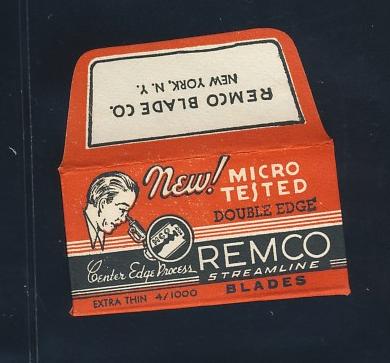 REMCO BLADE CO.
NEW YORK, N. Y.
New! MICRO
TESTED
DOUBLE EDGE
Center Edge Process
REMCO
STREAMLINE
BLADES
EXTRA THIN 4/1000